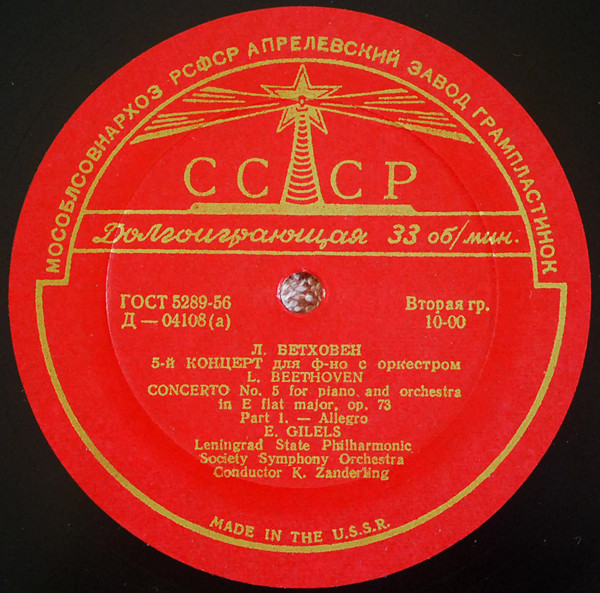 МОСОБЛСОВНАРХОЗ РСФСР АПРЕЛЕВСКИЙ ЗАВОД ГРАМПЛАСТИНОК
СССР
Долгоиграющая 33 об/мин.
ГОСТ 5289-56
Д — 04108(а)
Вторая гр.
10-00
Л. БЕТХОВЕН
5-й КОНЦЕРТ для ф-но с оркестром
L. BEETHOVEN
CONCERTO No. 5 for piano and orchestra
in E flat major, op. 73
Part I. — Allegro
E. GILELS
Leningrad State Philharmonic
Society Symphony Orchestra
Conductor K. Zanderling
MADE IN THE U.S.S.R.